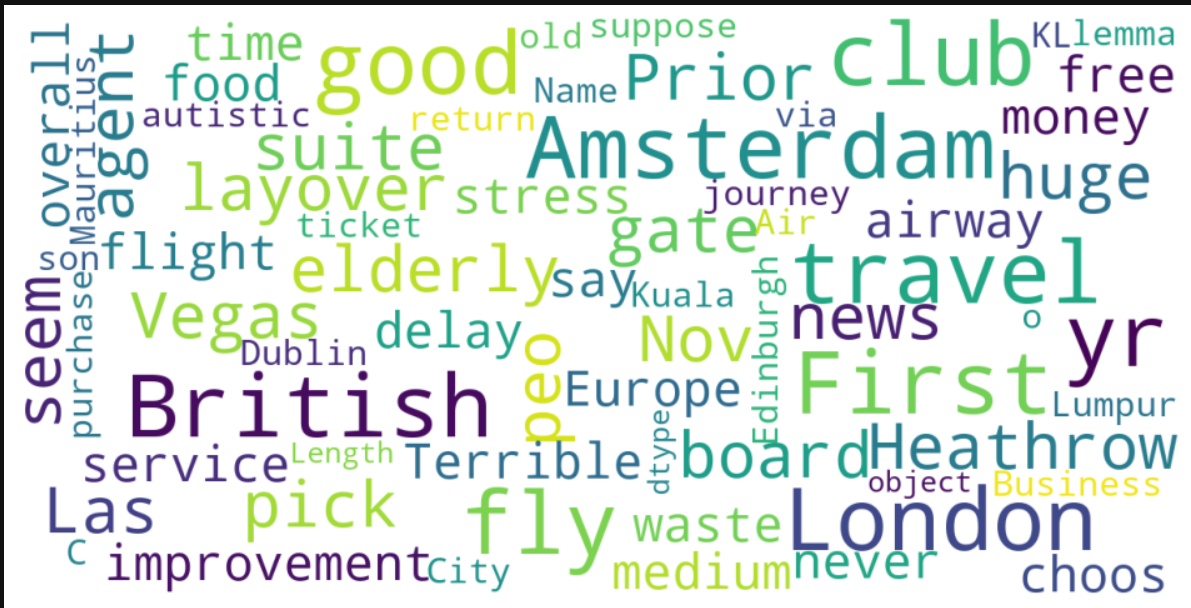 overall
Mauritius
agent
time
good
old
suppose
club
KL
lemma
food
Name
Prior
free
autistic
return
via
money
suite
Amsterdam
huge
layover
stress
journey
ticket
gate
Air
airway
son
flight
elderly
say
Kuala
Edinburgh
travel
seem
purchase
Vegas
delay
Nov
news
o
yr
Dublin
peo
British
Europe
First
Lumpur
service
Length
Terrible
dtype
board
Heathrow
object
Business
Las
pick
fly
waste
London
C
improvement
City
medium
never
choos